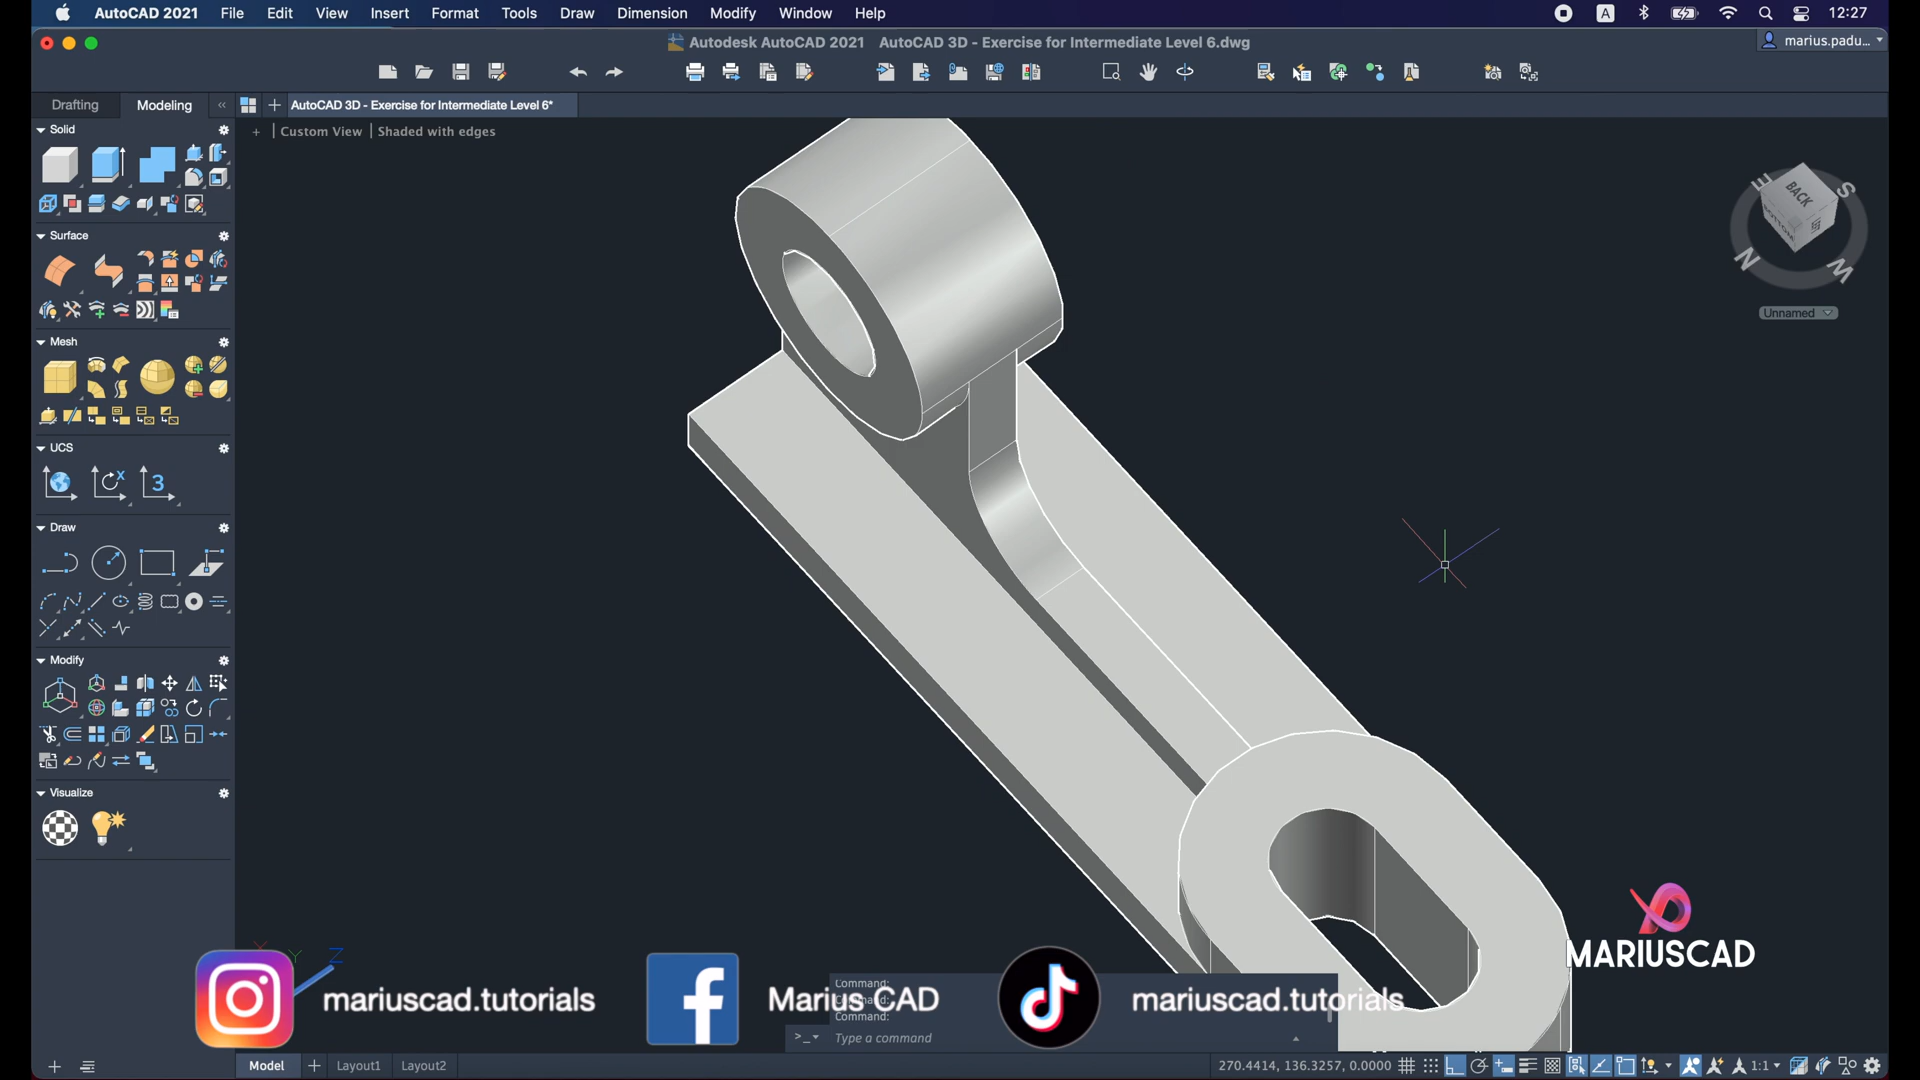 AutoCAD 2021 File Edit View Insert Format Tools Draw Dimension Modify Window Help
A
12:27
Autodesk AutoCAD 2021 AutoCAD 3D - Exercise for Intermediate Level 6.dwg
marius.padu...
Drafting
Modeling
«
AutoCAD 3D - Exercise for Intermediate Level 6*
Solid
+ | Custom View | Shaded with edges
E
S
BACK
BOTTOM
N
W
Unnamed
Surface
Mesh
UCS
X
3
Draw
Modify
Visualize
X
Y
Z
MARIUSCAD
mariuscad.tutorials
Marius CAD
mariuscad.tutorials
Command:
Command:
Command:
>_ Type a command
Model
Layout1
Layout2
270.4414, 136.3257, 0.0000
1:1